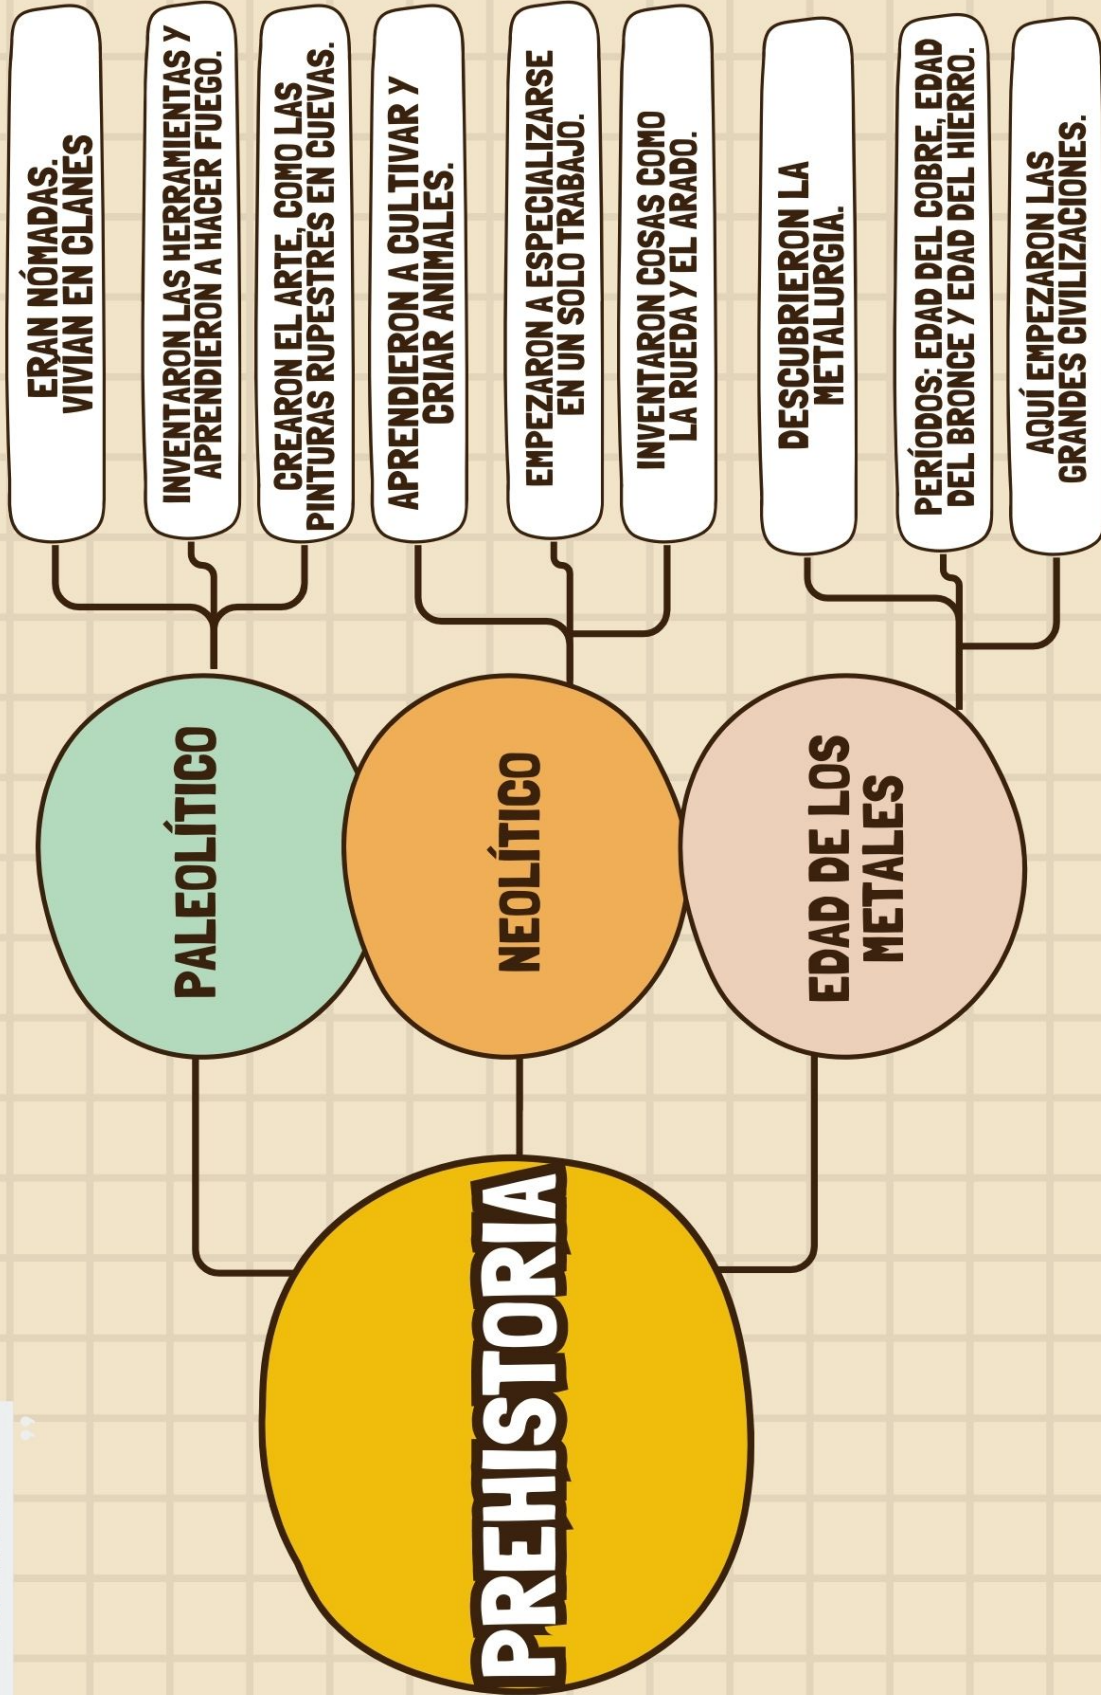 PREHISTORIA
PALEOLÍTICO
ERAN NÓMADAS.
VIVÍAN EN CLANES
INVENTARON LAS HERRAMIENTAS Y
APRENDIERON A HACER FUEGO.
CREARON EL ARTE, COMO LAS
PINTURAS RUPESTRES EN CUEVAS.
NEOLÍTICO
APRENDIERON A CULTIVAR Y
CRIAR ANIMALES.
EMPEZARON A ESPECIALIZARSE
EN UN SOLO TRABAJO.
INVENTARON COSAS COMO
LA RUEDA Y EL ARADO.
EDAD DE LOS
METALES
DESCUBRIERON LA
METALURGIA.
PERÍODOS: EDAD DEL COBRE, EDAD
DEL BRONCE Y EDAD DEL HIERRO.
AQUÍ EMPEZARON LAS
GRANDES CIVILIZACIONES.